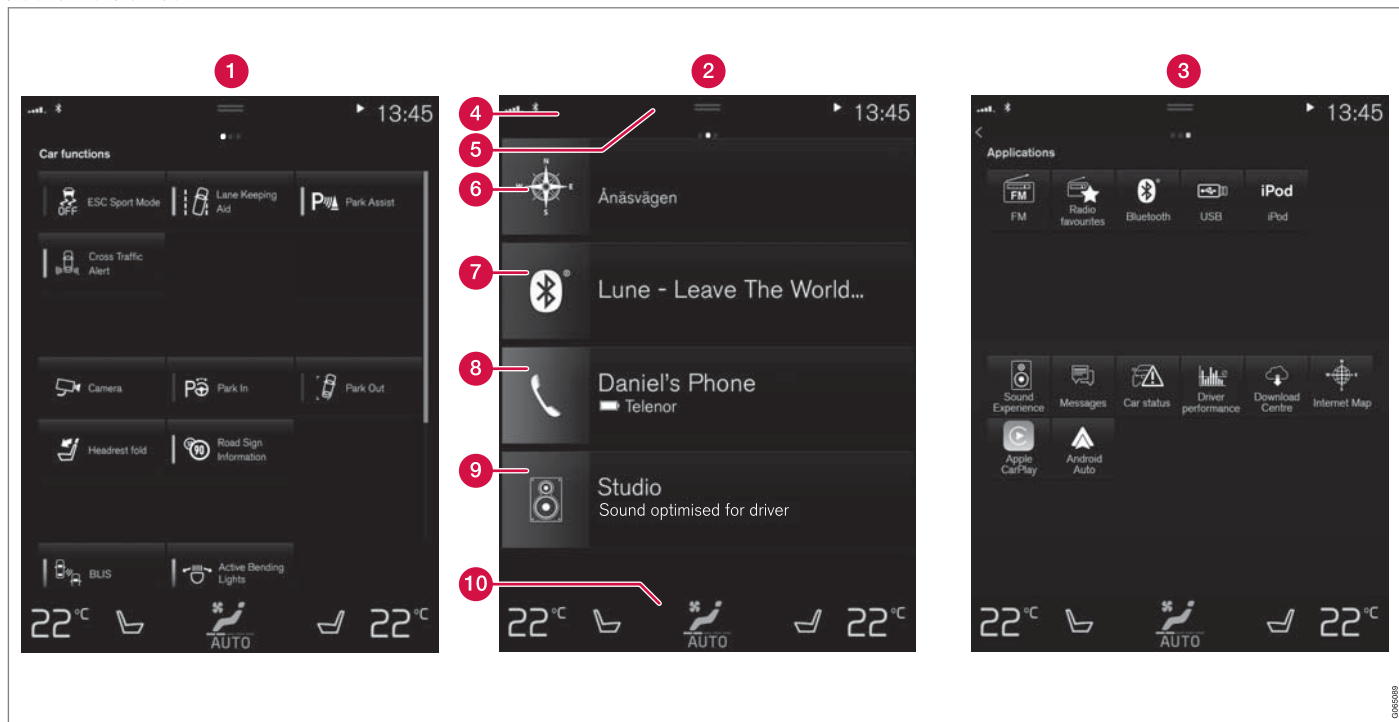 1
2
3
13:45
Car functions
OFF
ESC Sport Mode
Lane Keeping
Aid
P
Park Assist
Cross Traffic
Alert
Camera
P
Park In
Park Out
Headrest fold
90
Road Sign
Information
BLIS
Active Bending
Lights
22°C
AUTO
22°C
4
13:45
5
6
N
W
E
S
Ånäsvägen
7
Lune - Leave The World...
8
Daniel's Phone
Telenor
9
Studio
Sound optimised for driver
10
22°C
AUTO
22°C
13:45
Applications
FM
FM
Radio
favourites
Bluetooth
USB
iPod
iPod
Sound
Experience
Messages
Car status
Driver
performance
Download
Centre
Internet Map
Apple
CarPlay
Android
Auto
22°C
AUTO
22°C
G065089